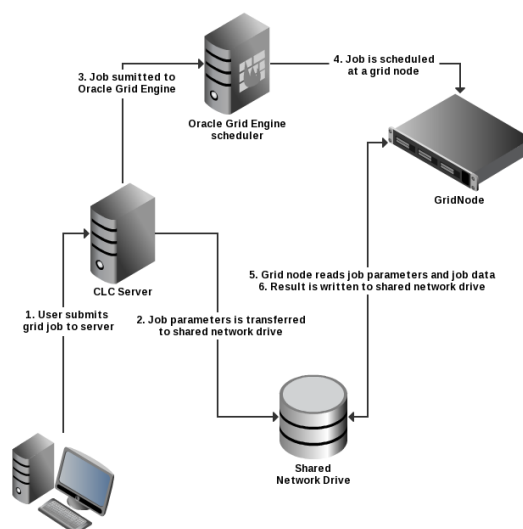 3. Job sumitted to
Oracle Grid Engine
4. Job is scheduled
at a grid node
Oracle Grid Engine
scheduler
GridNode
CLC Server
1. User submits
grid job to server
2. Job parameters is transferred
to shared network drive
5. Grid node reads job parameters and job data
6. Result is written to shared network drive
Shared
Network Drive